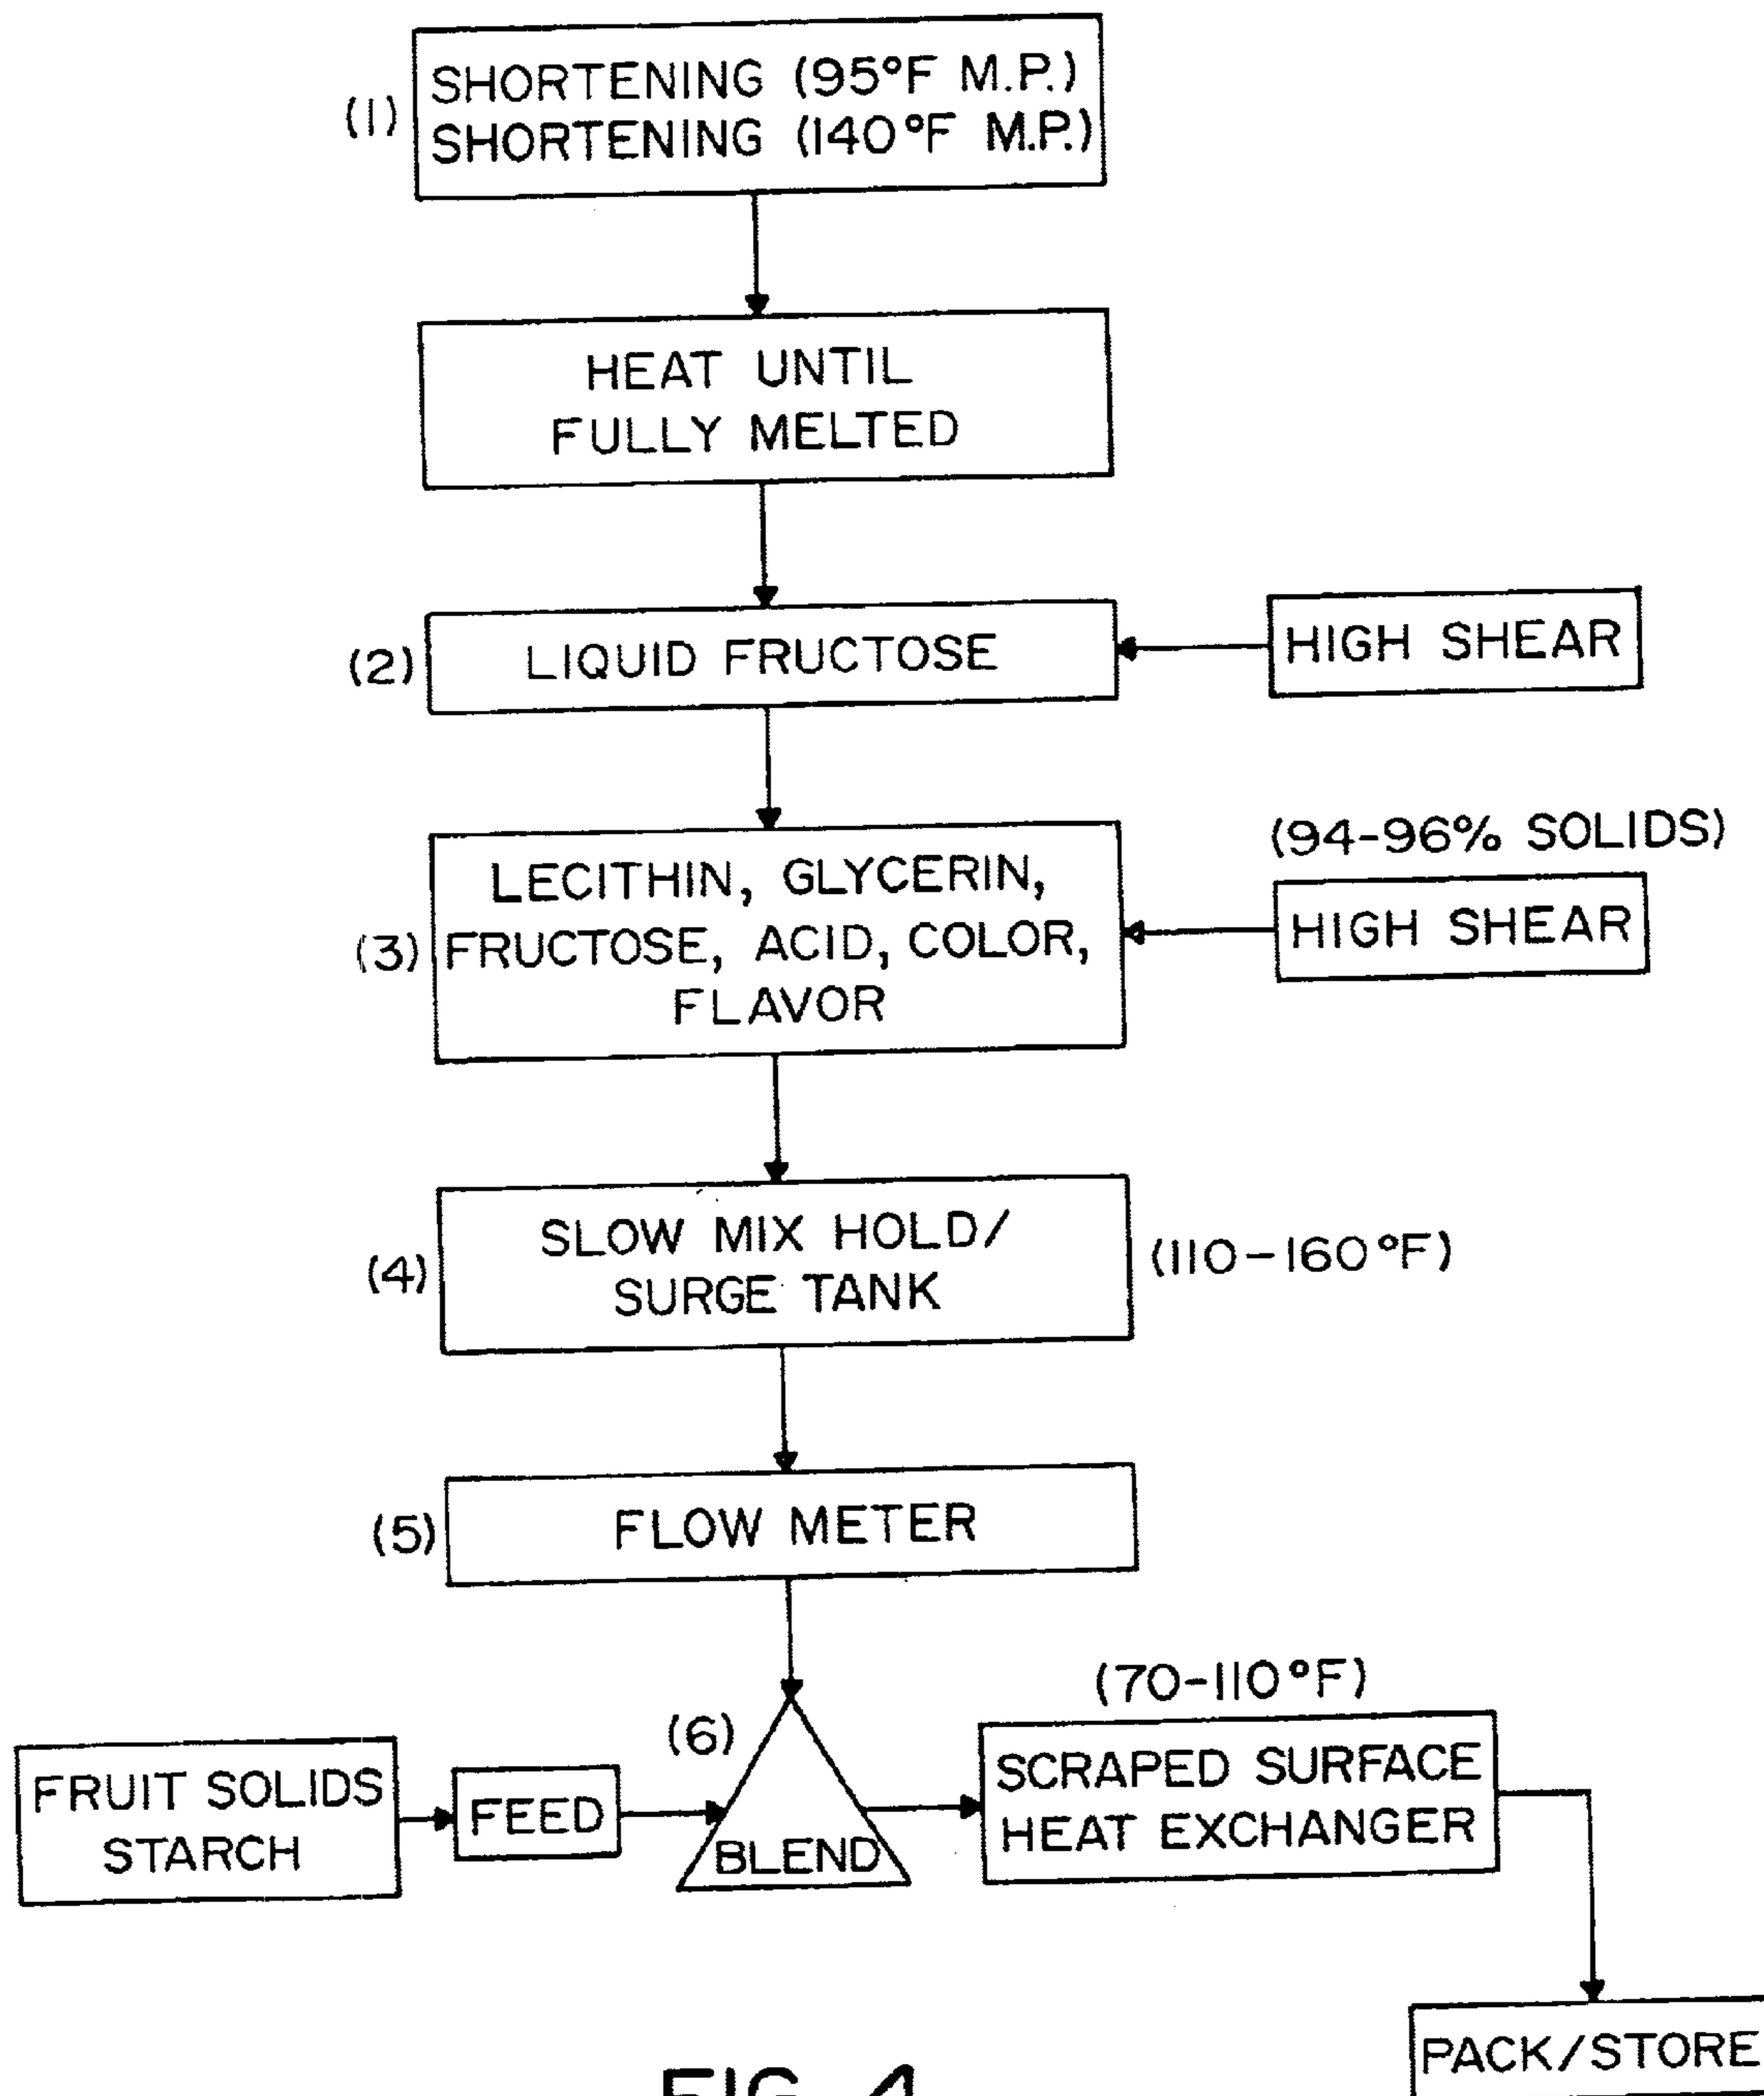 (1)
SHORTENING (95°F M.P.)
SHORTENING (140°F M.P.)
HEAT UNTIL
FULLY MELTED
(2)
LIQUID FRUCTOSE
HIGH SHEAR
(94-96% SOLIDS)
HIGH SHEAR
(3)
LECITHIN, GLYCERIN,
FRUCTOSE, ACID, COLOR,
FLAVOR
(4)
SLOW MIX HOLD/
SURGE TANK
(110-160°F)
(5)
FLOW METER
(6)
BLEND
FRUIT SOLIDS
STARCH
FEED
(70-110°F)
SCRAPED SURFACE
HEAT EXCHANGER
PACK/STORE
FIG. 4